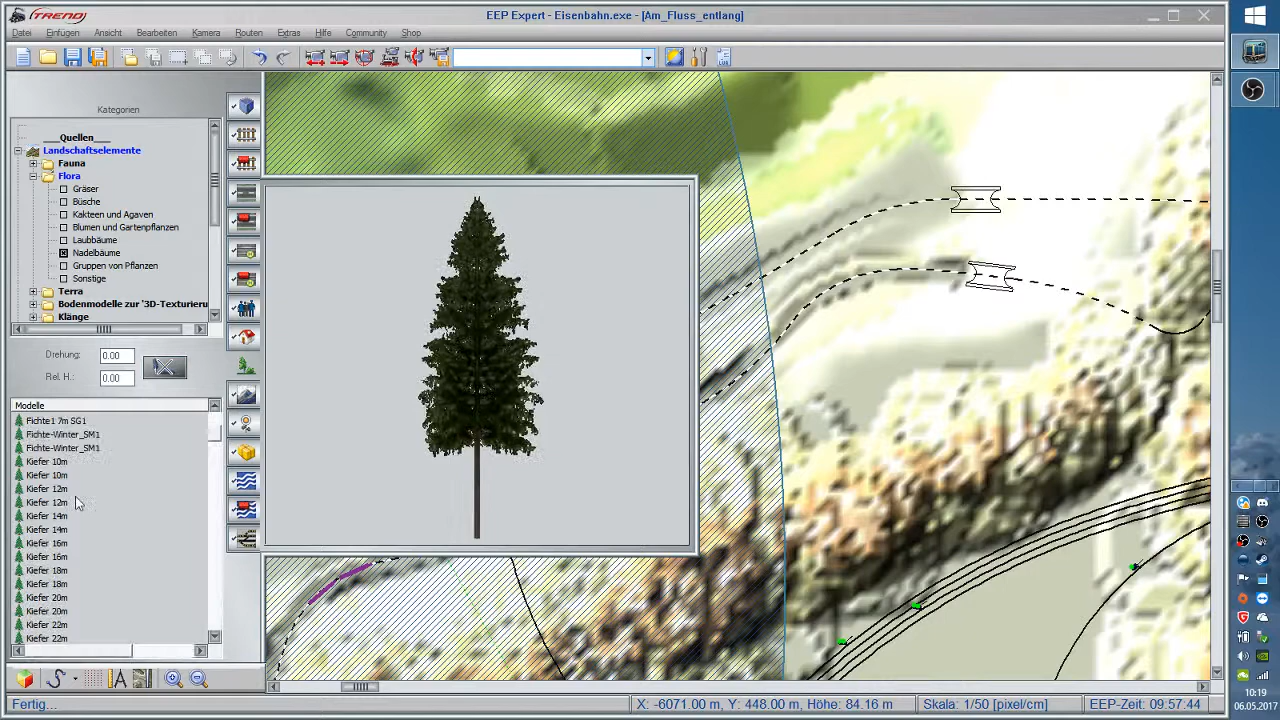 TREND
EEP Expert - Eisenbahn.exe - [Am_Fluss_entlang]
Datei Einfügen Ansicht Bearbeiten Kamera Routen Extras Hilfe Community Shop
Kategorien
___Quellen___
Landschaftselemente
Fauna
Flora
Gräser
Büsche
Kakteen und Agaven
Blumen und Gartenpflanzen
Laubbäume
Nadelbäume
Gruppen von Pflanzen
Sonstige
Terra
Bodenmodelle zur '3D-Texturieru
Klänge
Drehung: 0.00
Rel. H.: 0.00
Modelle
Fichte1 7m SG1
Fichte-Winter_SM1
Fichte-Winter_SM1
Kiefer 10m
Kiefer 10m
Kiefer 12m
Kiefer 12m
Kiefer 14m
Kiefer 14m
Kiefer 16m
Kiefer 16m
Kiefer 18m
Kiefer 18m
Kiefer 20m
Kiefer 20m
Kiefer 22m
Kiefer 22m
Fertig...
X: -6071.00 m, Y: 448.00 m, Höhe: 84.16 m
Skala: 1/50 [pixel/cm]
EEP-Zeit: 09:57:44
10:19
06.05.2017